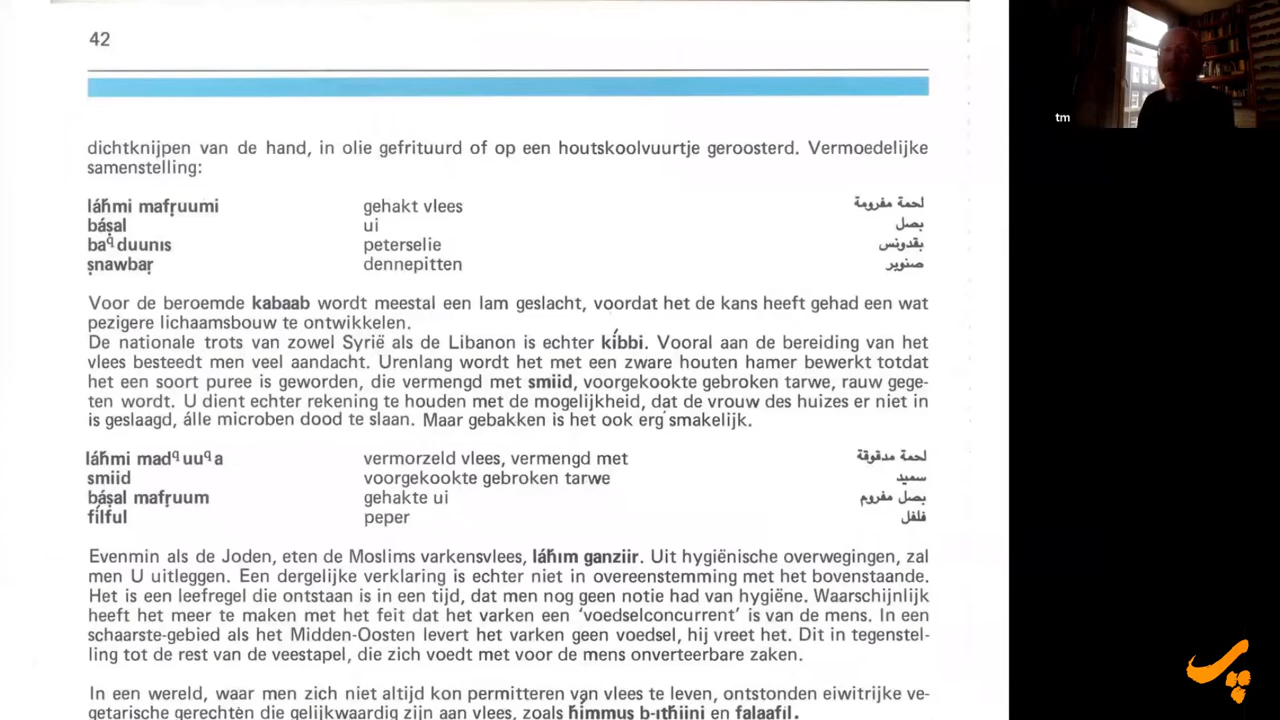 42
dichtknijpen van de hand, in olie gefrituurd of op een houtskoolvuurtje geroosterd. Vermoedelijke
samenstelling:
láɦmi mafṛuumi gehakt vlees لحمة مفرومة
báṣal ui بصل
baᑫduunıs peterselie بقدونس
ṣnawbaṛ dennepitten صنوبر
Voor de beroemde kabaab wordt meestal een lam geslacht, voordat het de kans heeft gehad een wat
pezigere lichaamsbouw te ontwikkelen.
De nationale trots van zowel Syrië als de Libanon is echter kíbbi. Vooral aan de bereiding van het
vlees besteedt men veel aandacht. Urenlang wordt het met een zware houten hamer bewerkt totdat
het een soort puree is geworden, die vermengd met smiid, voorgekookte gebroken tarwe, rauw gege-
ten wordt. U dient echter rekening te houden met de mogelijkheid, dat de vrouw des huizes er niet in
is geslaagd, álle microben dood te slaan. Maar gebakken is het ook erg smakelijk.
láɦmi madᑫuuᑫa vermorzeld vlees, vermengd met لحمة مدقوقة
smiid voorgekookte gebroken tarwe سميد
báṣal mafṛuum gehakte ui بصل مفروم
fílful peper فلفل
Evenmin als de Joden, eten de Moslims varkensvlees, láɦım ganziir. Uit hygiënische overwegingen, zal
men U uitleggen. Een dergelijke verklaring is echter niet in overeenstemming met het bovenstaande.
Het is een leefregel die ontstaan is in een tijd, dat men nog geen notie had van hygiëne. Waarschijnlijk
heeft het meer te maken met het feit dat het varken een ‘voedselconcurrent’ is van de mens. In een
schaarste-gebied als het Midden-Oosten levert het varken geen voedsel, hij vreet het. Dit in tegenstel-
ling tot de rest van de veestapel, die zich voedt met voor de mens onverteerbare zaken.
In een wereld, waar men zich niet altijd kon permitteren van vlees te leven, ontstonden eiwitrijke ve-
getarische gerechten die gelijkwaardig zijn aan vlees, zoals ɦímmuṣ b-ıtɦiini en falaafil.
tm